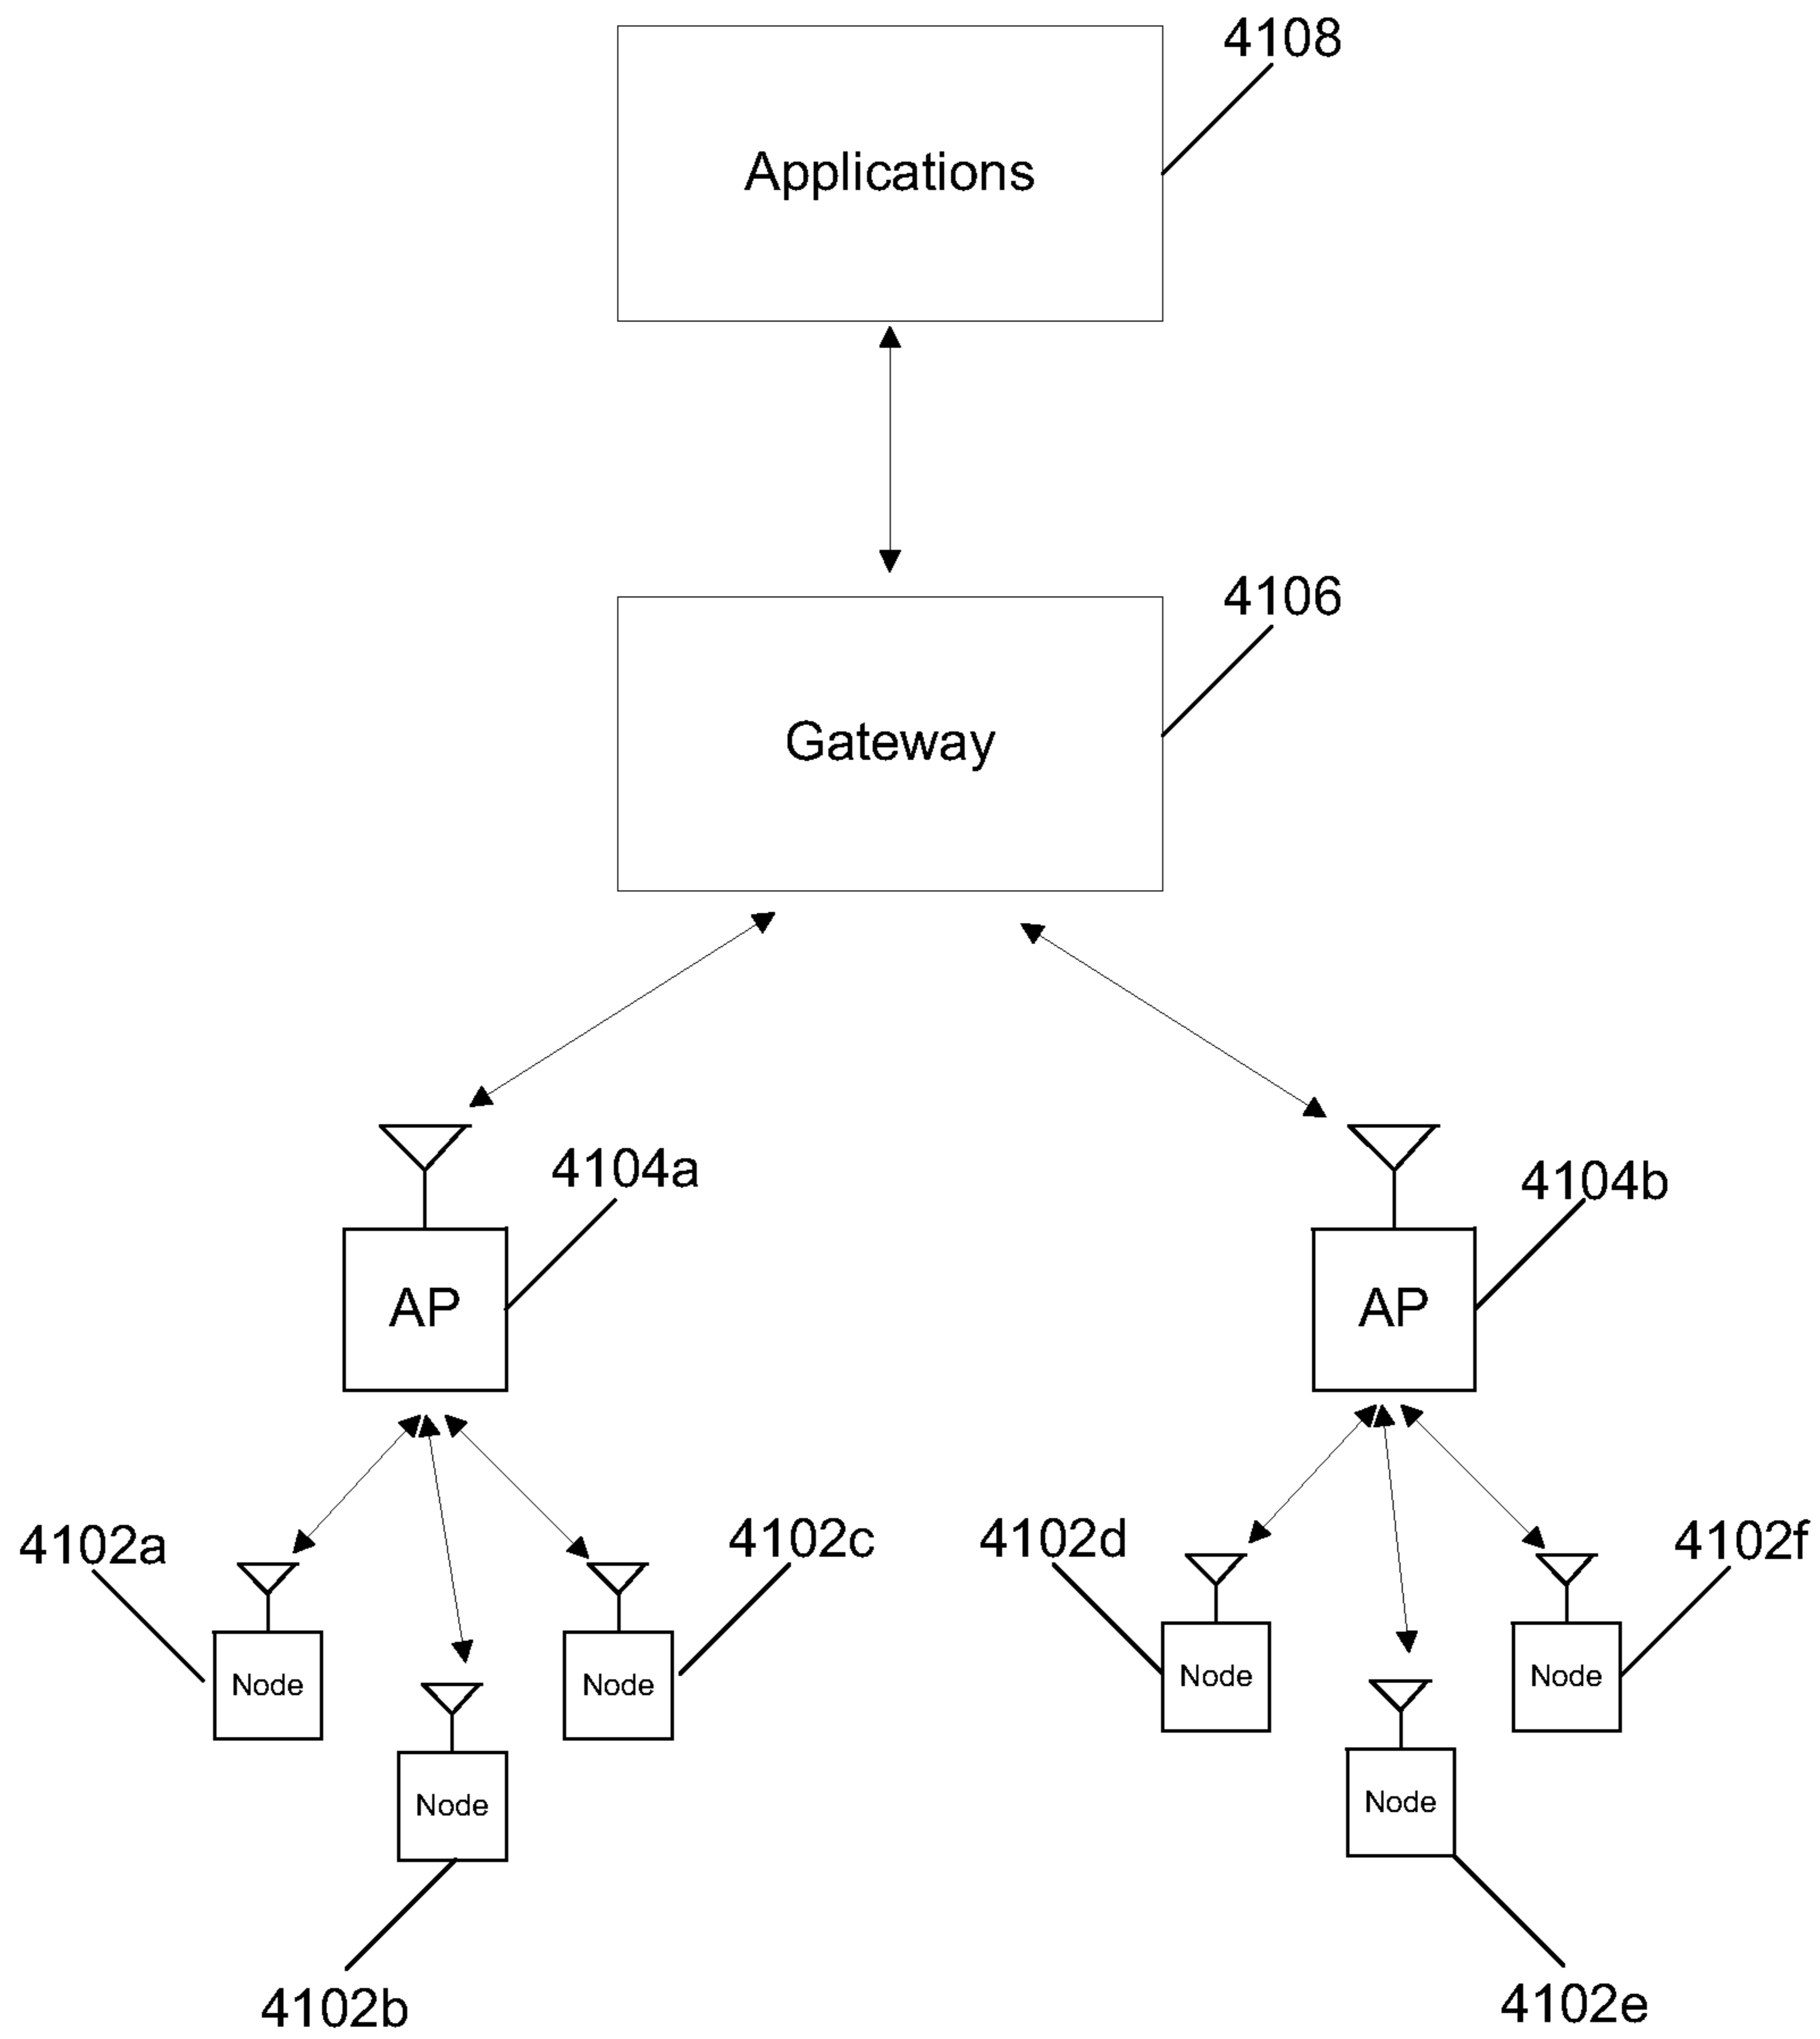 4108
Applications
4106
Gateway
4104a
4104b
AP
AP
4102a
4102c
4102d
4102f
Node
Node
Node
Node
Node
Node
4102b
4102e